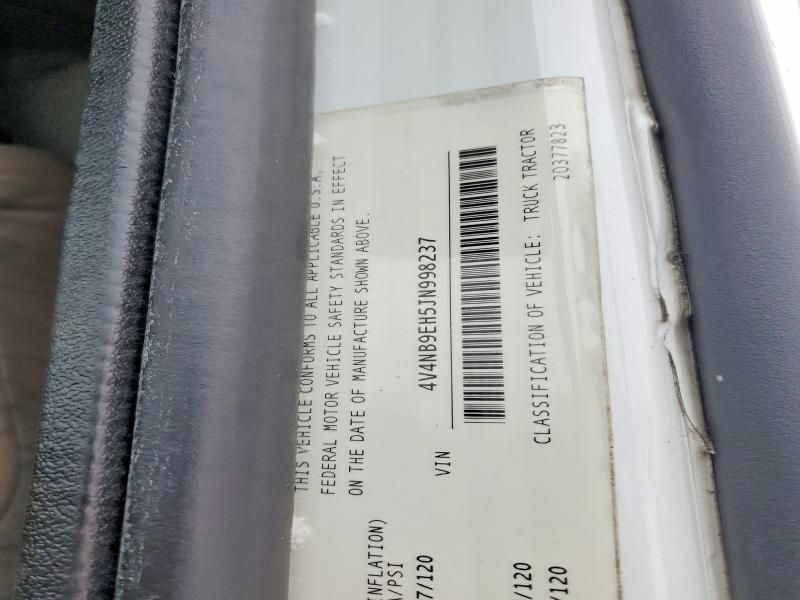 THIS VEHICLE CONFORMS TO ALL APPLICABLE U.S.A.
FEDERAL MOTOR VEHICLE SAFETY STANDARDS IN EFFECT
ON THE DATE OF MANUFACTURE SHOWN ABOVE.
INFLATION)
A/PSI
7/120
4V4NB9EH5JN998237
VIN
CLASSIFICATION OF VEHICLE: TRUCK TRACTOR
20377823
/120
/120